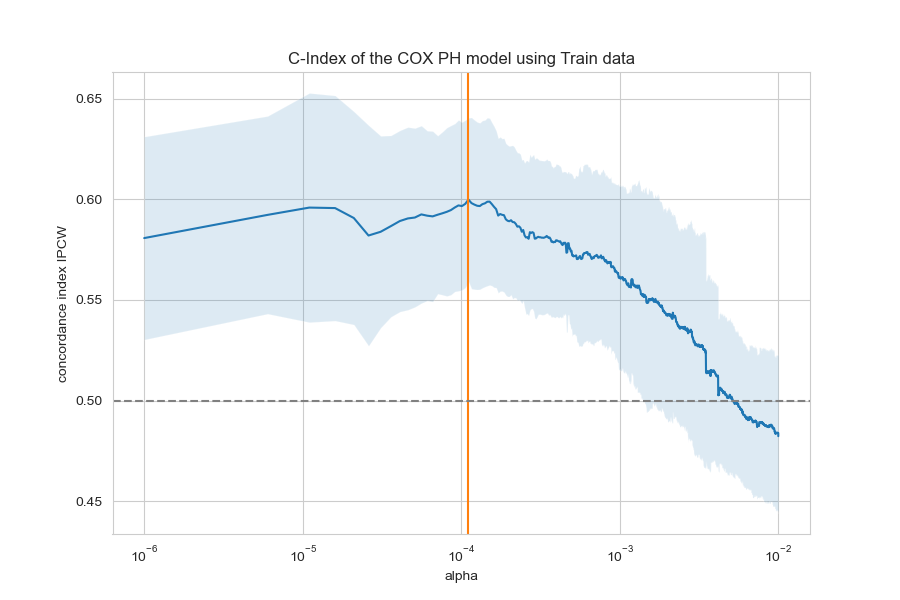 C-Index of the COX PH model using Train data
concordance index IPCW
0.65
0.60
0.55
0.50
0.45
10⁻⁶ 10⁻⁵ 10⁻⁴ 10⁻³ 10⁻²
alpha